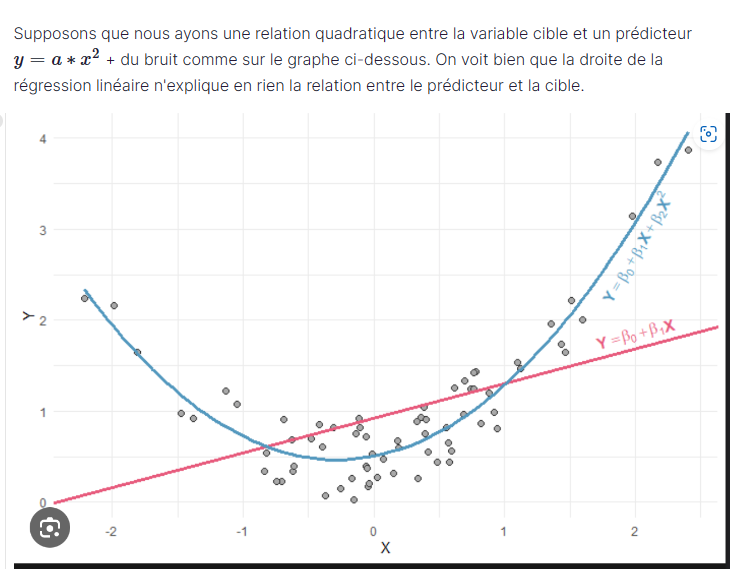 Supposons que nous ayons une relation quadratique entre la variable cible et un prédicteur
y = a ∗ x² + du bruit comme sur le graphe ci-dessous. On voit bien que la droite de la
régression linéaire n'explique en rien la relation entre le prédicteur et la cible.
4
3
Y = β₀ + β₁X + β₂X²
Y
2
Y = β₀ + β₁X
1
0
-2
-1
0
1
2
X